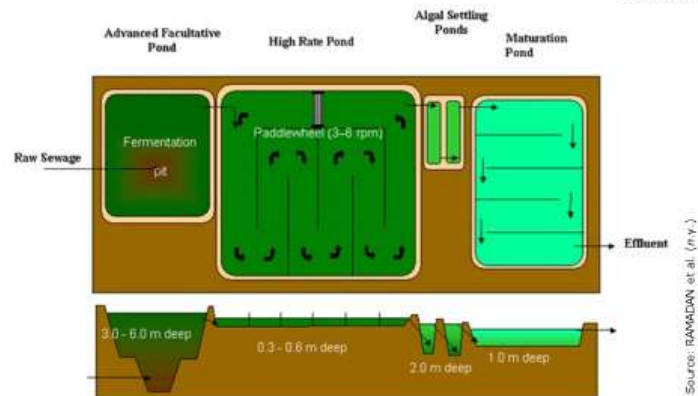 Advanced Facultative
Pond
High Rate Pond
Algal Settling
Ponds
Maturation
Pond
Fermentation
pit
Paddlewheel (3–6 rpm)
Raw Sewage
Effluent
3.0 - 6.0 m deep
0.3 - 0.6 m deep
2.0 m deep
1.0 m deep
Source: RAMADAN et al. (n.y.)